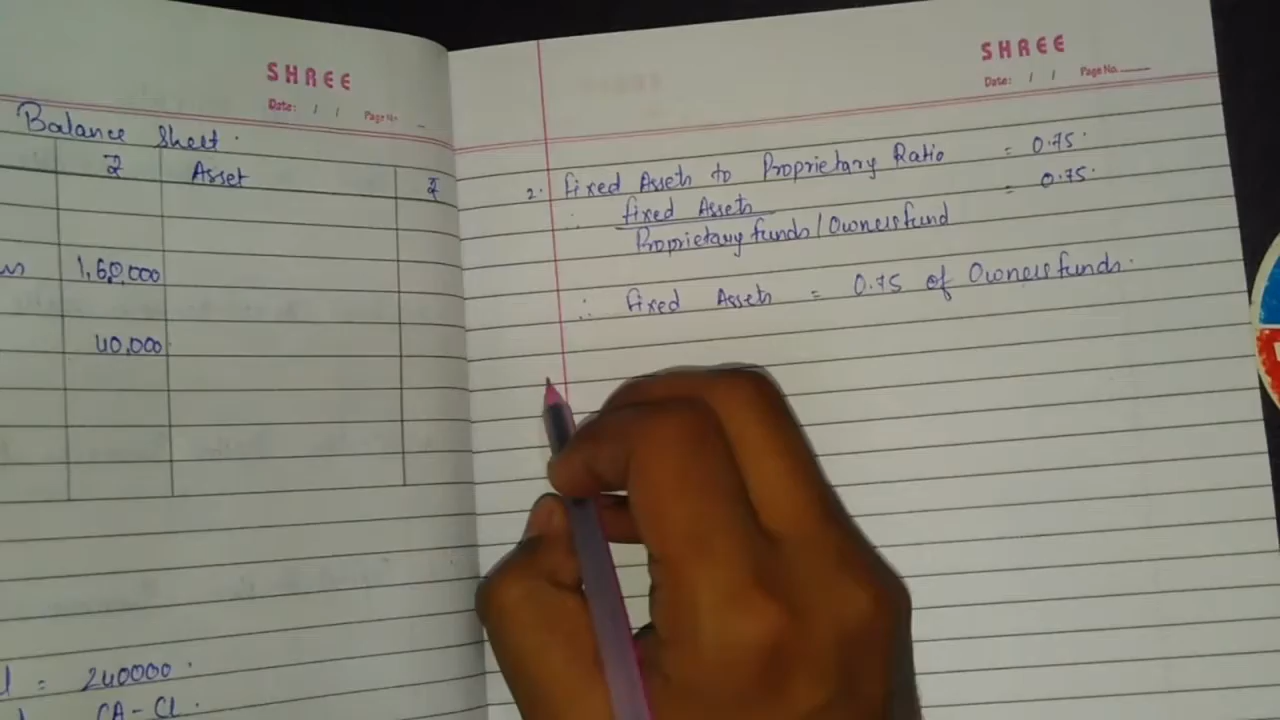 SHREE
Date: / / Page No.
Balance Sheet.
₹ Asset ₹
1,60,000
40,000
= 240000.
CA - CL.
SHREE
Date: / / Page No.
2. Fixed Assets to Proprietary Ratio = 0.75.
∴ Fixed Assets = 0.75.
Proprietary funds / Owners fund
∴ Fixed Assets = 0.75 of Owners funds.